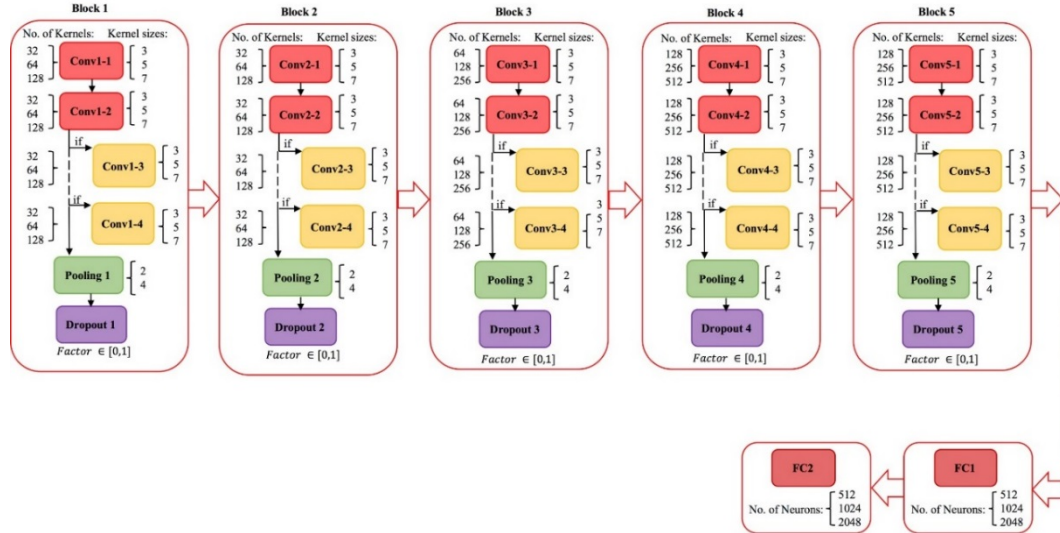 Block 1
No. of Kernels: Kernel sizes:
32
64
128
Conv1-1
3
5
7
32
64
128
Conv1-2
3
5
7
if
32
64
128
Conv1-3
3
5
7
if
32
64
128
Conv1-4
3
5
7
Pooling 1
2
4
Dropout 1
Factor ∈ [0,1]
Block 2
No. of Kernels: Kernel sizes:
32
64
128
Conv2-1
3
5
7
32
64
128
Conv2-2
3
5
7
if
32
64
128
Conv2-3
3
5
7
if
32
64
128
Conv2-4
3
5
7
Pooling 2
2
4
Dropout 2
Factor ∈ [0,1]
Block 3
No. of Kernels: Kernel sizes:
64
128
256
Conv3-1
3
5
7
64
128
256
Conv3-2
3
5
7
if
64
128
256
Conv3-3
3
5
7
if
64
128
256
Conv3-4
3
5
7
Pooling 3
2
4
Dropout 3
Factor ∈ [0,1]
Block 4
No. of Kernels: Kernel sizes:
128
256
512
Conv4-1
3
5
7
128
256
512
Conv4-2
3
5
7
if
128
256
512
Conv4-3
3
5
7
if
128
256
512
Conv4-4
3
5
7
Pooling 4
2
4
Dropout 4
Factor ∈ [0,1]
Block 5
No. of Kernels: Kernel sizes:
128
256
512
Conv5-1
3
5
7
128
256
512
Conv5-2
3
5
7
if
128
256
512
Conv5-3
3
5
7
if
128
256
512
Conv5-4
3
5
7
Pooling 5
2
4
Dropout 5
Factor ∈ [0,1]
FC2
No. of Neurons:
512
1024
2048
FC1
No. of Neurons:
512
1024
2048